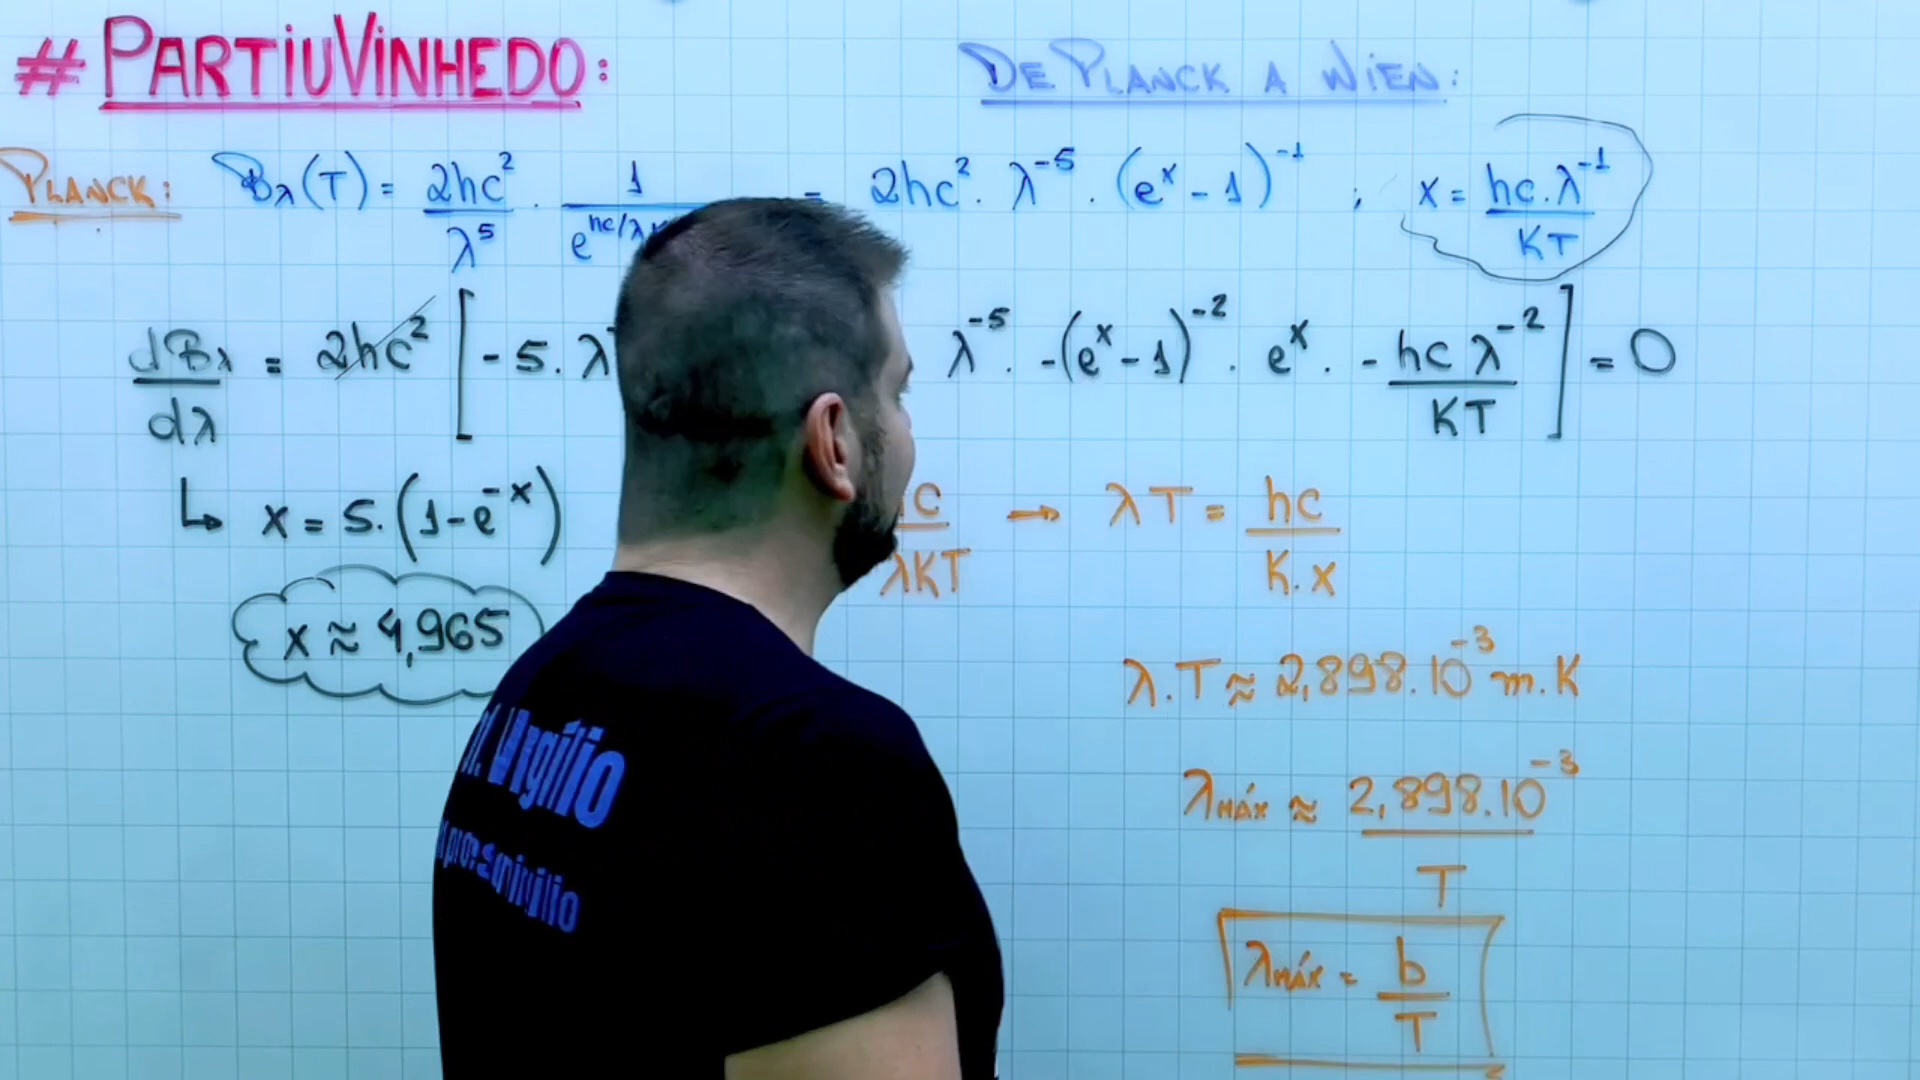 #PARTIUVINHEDO:
DE PLANCK A WIEN:
PLANCK: Bλ(T) = 2hc²/λ⁵ · 1/e^hc/λ = 2hc² · λ⁻⁵ · (eˣ - 1)⁻¹ ; x = hc.λ⁻¹/KT
dBλ/dλ = 2hc² [-5. λ λ⁻⁵ · -(eˣ-1)⁻² · eˣ · -hc λ⁻²/KT] = 0
↳ x = 5.(1-e⁻ˣ)
c/λKT → λT = hc/K.x
x ≈ 4,965
λ.T ≈ 2,898.10⁻³ m.K
λmáx ≈ 2,898.10⁻³/T
λmáx = b/T
Virgílio